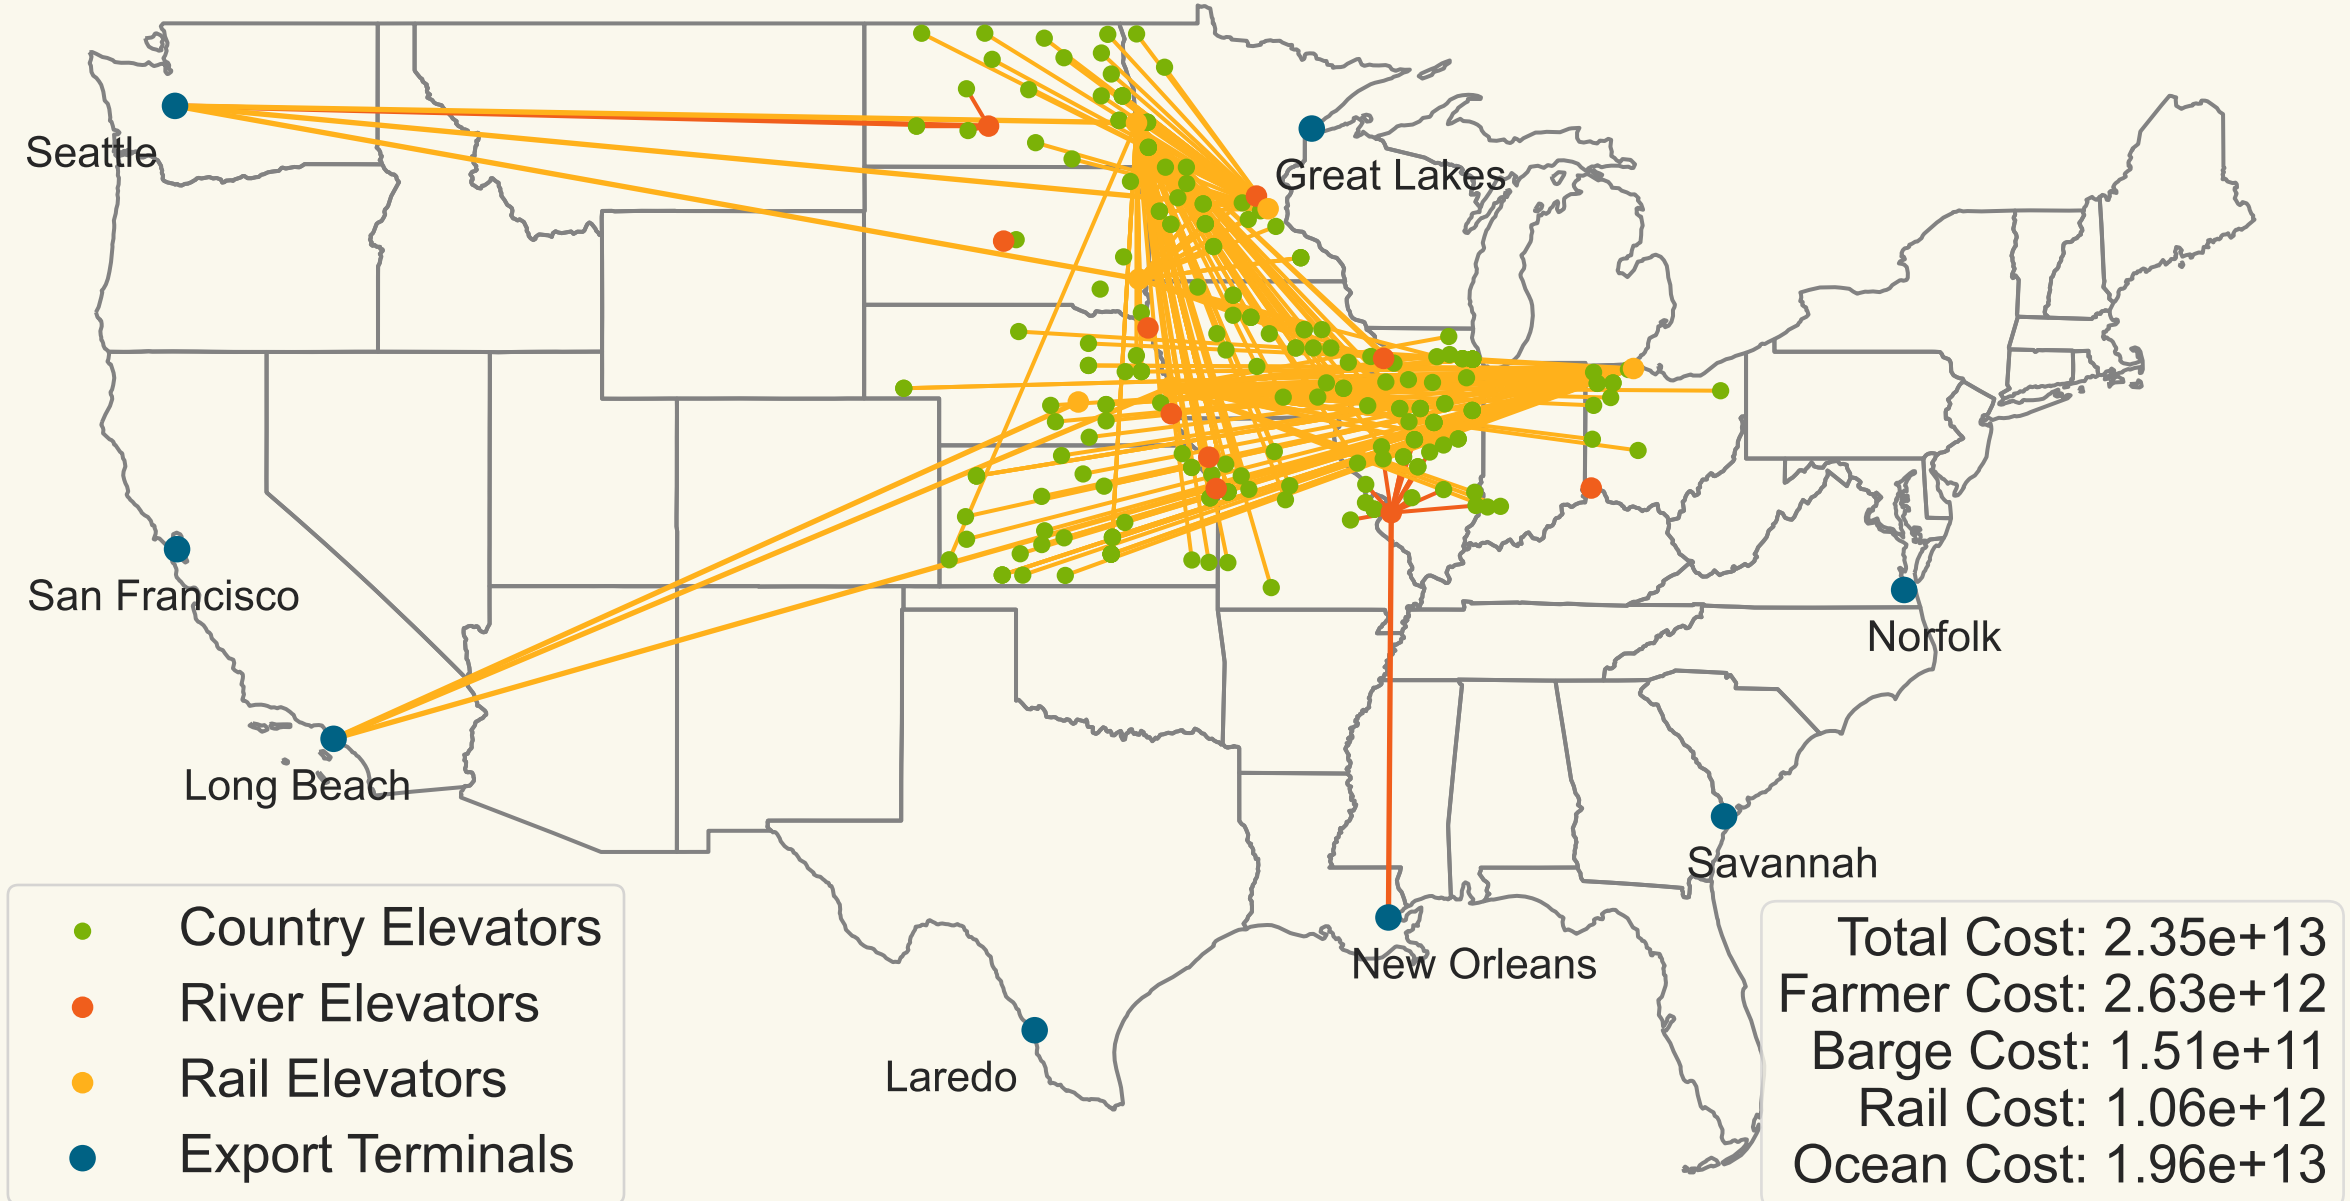 Seattle
Great Lakes
San Francisco
Norfolk
Long Beach
Savannah
New Orleans
Laredo
Country Elevators
River Elevators
Rail Elevators
Export Terminals
Total Cost: 2.35e+13
Farmer Cost: 2.63e+12
Barge Cost: 1.51e+11
Rail Cost: 1.06e+12
Ocean Cost: 1.96e+13